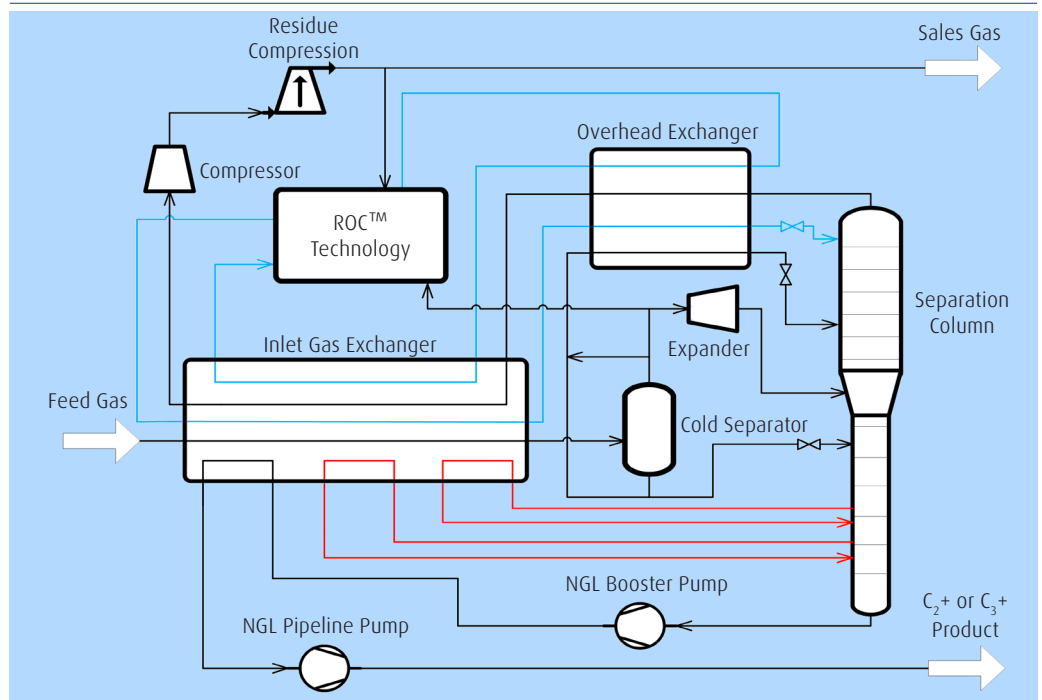 Residue
Compression
Sales Gas
Overhead Exchanger
Compressor
ROC™
Technology
Separation
Column
Expander
Inlet Gas Exchanger
Feed Gas
Cold Separator
NGL Booster Pump
C₂+ or C₃+
Product
NGL Pipeline Pump